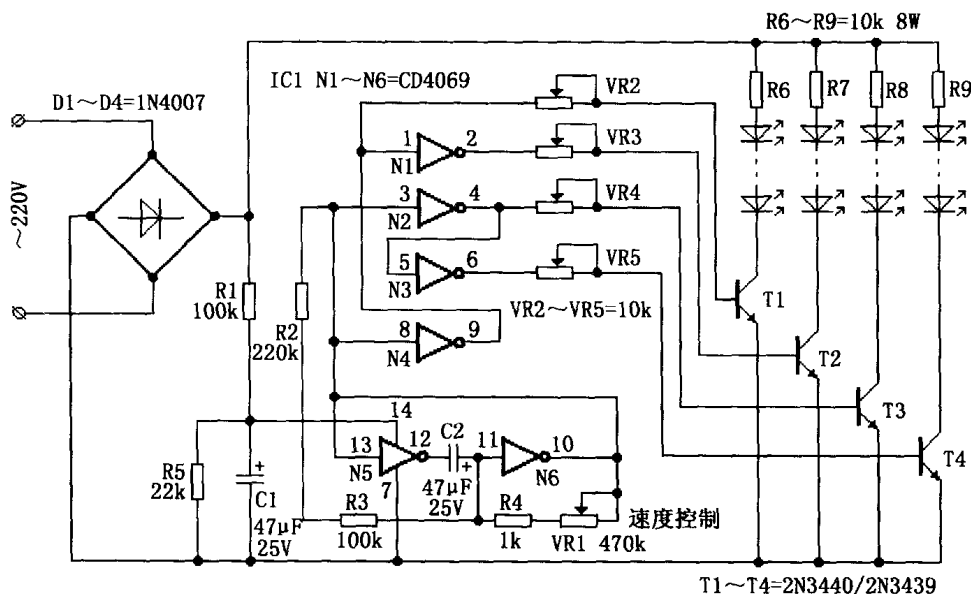 R6～R9=10k 8W
IC1 N1～N6=CD4069
D1～D4=1N4007
～220V
VR2
R6
R7
R8
R9
1
2
N1
VR3
3
4
N2
VR4
5
6
N3
VR5
VR2～VR5=10k
R1
100k
R2
220k
8
9
N4
T1
T2
T3
T4
14
13
12
N5
7
C2
+
47μF
25V
11
10
N6
R5
22k
+
C1
47μF
25V
R3
100k
R4
1k
VR1
470k
速度控制
T1～T4=2N3440/2N3439